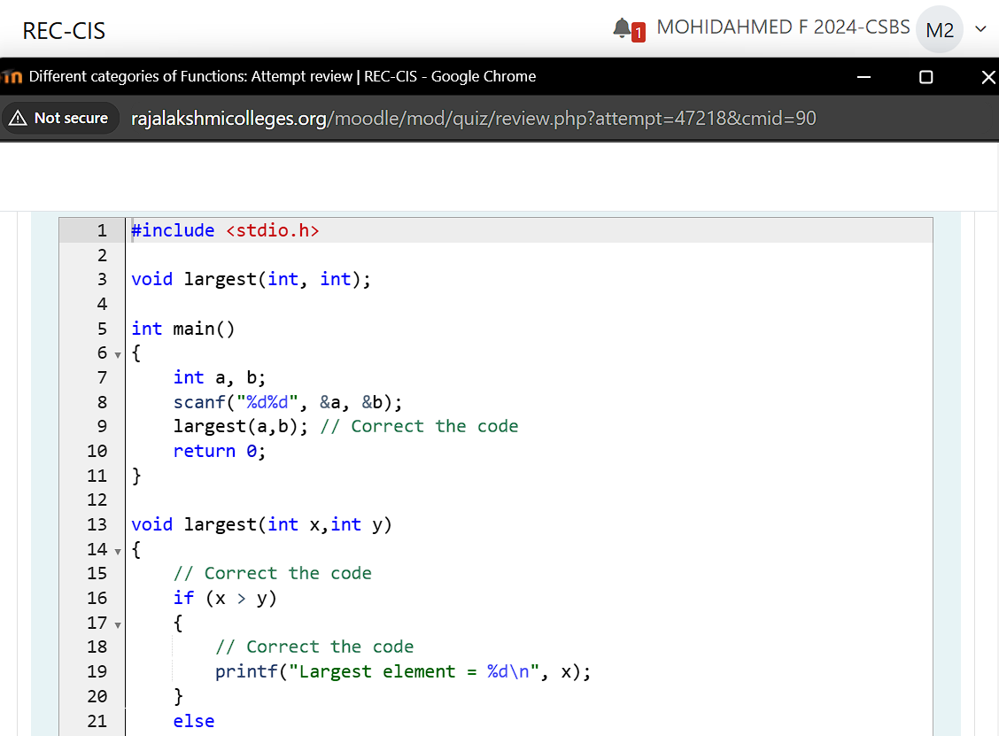 REC-CIS
1 MOHIDAHMED F 2024-CSBS M2
Different categories of Functions: Attempt review | REC-CIS - Google Chrome
Not secure rajalakshmicolleges.org/moodle/mod/quiz/review.php?attempt=47218&cmid=90
1 #include <stdio.h>
2
3 void largest(int, int);
4
5 int main()
6 {
7 int a, b;
8 scanf("%d%d", &a, &b);
9 largest(a,b); // Correct the code
10 return 0;
11 }
12
13 void largest(int x,int y)
14 {
15 // Correct the code
16 if (x > y)
17 {
18 // Correct the code
19 printf("Largest element = %d\n", x);
20 }
21 else